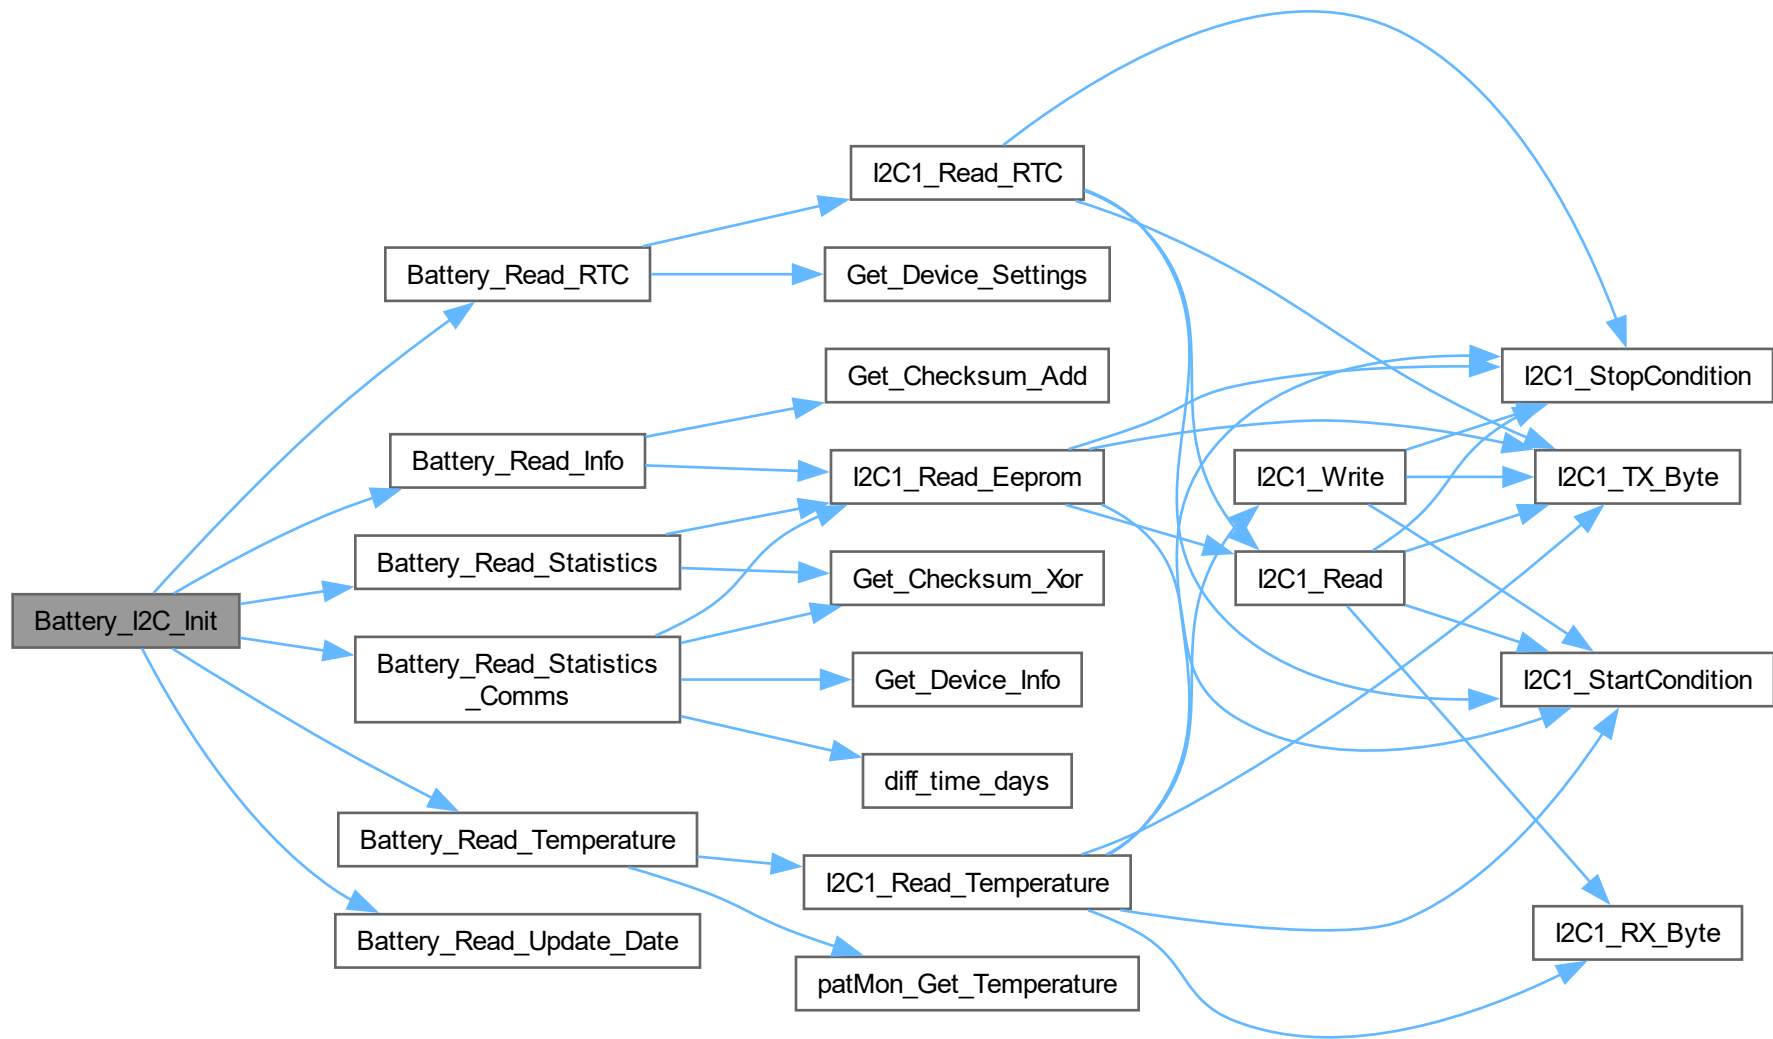 Battery_I2C_Init
Battery_Read_RTC
Battery_Read_Info
Battery_Read_Statistics
Battery_Read_Statistics
_Comms
Battery_Read_Temperature
Battery_Read_Update_Date
I2C1_Read_RTC
Get_Device_Settings
Get_Checksum_Add
I2C1_Read_Eeprom
Get_Checksum_Xor
Get_Device_Info
diff_time_days
I2C1_Read_Temperature
patMon_Get_Temperature
I2C1_Write
I2C1_Read
I2C1_StopCondition
I2C1_TX_Byte
I2C1_StartCondition
I2C1_RX_Byte